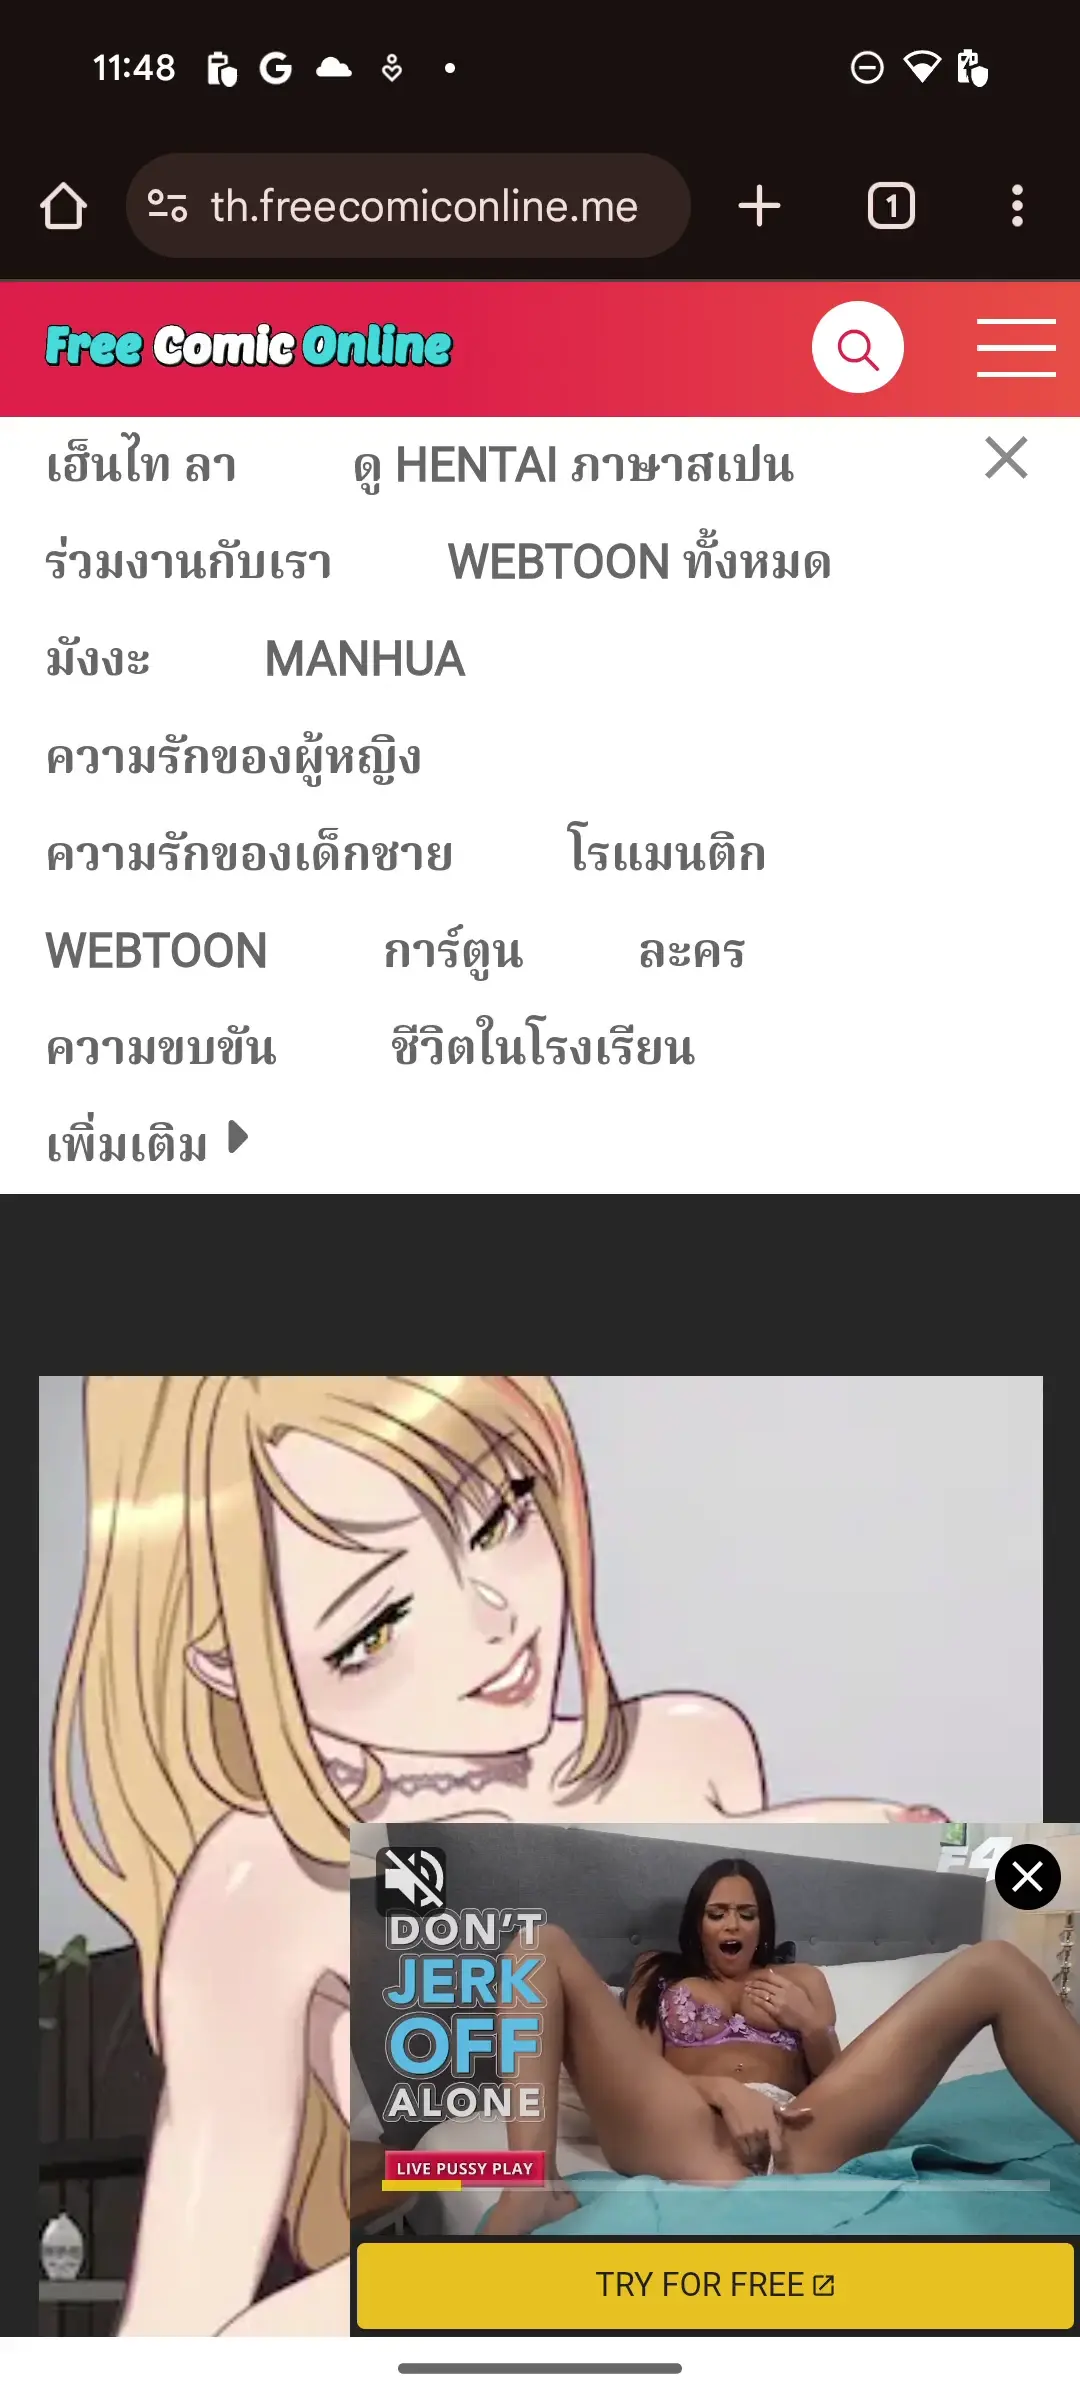 11:48
th.freecomiconline.me
1
Free Comic Online
เฮ็นไท ลา ดู HENTAI ภาษาสเปน
ร่วมงานกับเรา WEBTOON ทั้งหมด
มังงะ MANHUA
ความรักของผู้หญิง
ความรักของเด็กชาย โรแมนติก
WEBTOON การ์ตูน ละคร
ความขบขัน ชีวิตในโรงเรียน
เพิ่มเติม
DON'T
JERK
OFF
ALONE
LIVE PUSSY PLAY
TRY FOR FREE